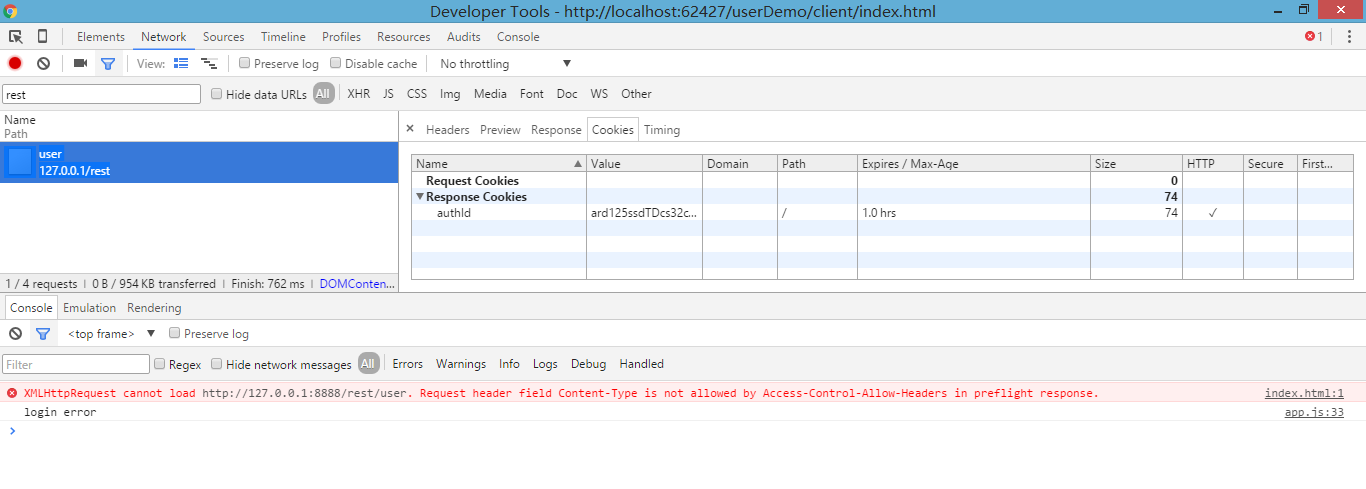 Developer Tools - http://localhost:62427/userDemo/client/index.html
Elements Network Sources Timeline Profiles Resources Audits Console 1
View: Preserve log Disable cache No throttling
rest Hide data URLs All XHR JS CSS Img Media Font Doc WS Other
Name
Path
user
127.0.0.1/rest
1 / 4 requests | 0 B / 954 KB transferred | Finish: 762 ms | DOMConten...
× Headers Preview Response Cookies Timing
Name Value Domain Path Expires / Max-Age Size HTTP Secure First...
Request Cookies 0
Response Cookies 74
authId ard125ssdTDcs32c... / 1.0 hrs 74 ✓
Console Emulation Rendering
<top frame> Preserve log
Filter Regex Hide network messages All Errors Warnings Info Logs Debug Handled
XMLHttpRequest cannot load http://127.0.0.1:8888/rest/user. Request header field Content-Type is not allowed by Access-Control-Allow-Headers in preflight response. index.html:1
login error app.js:33